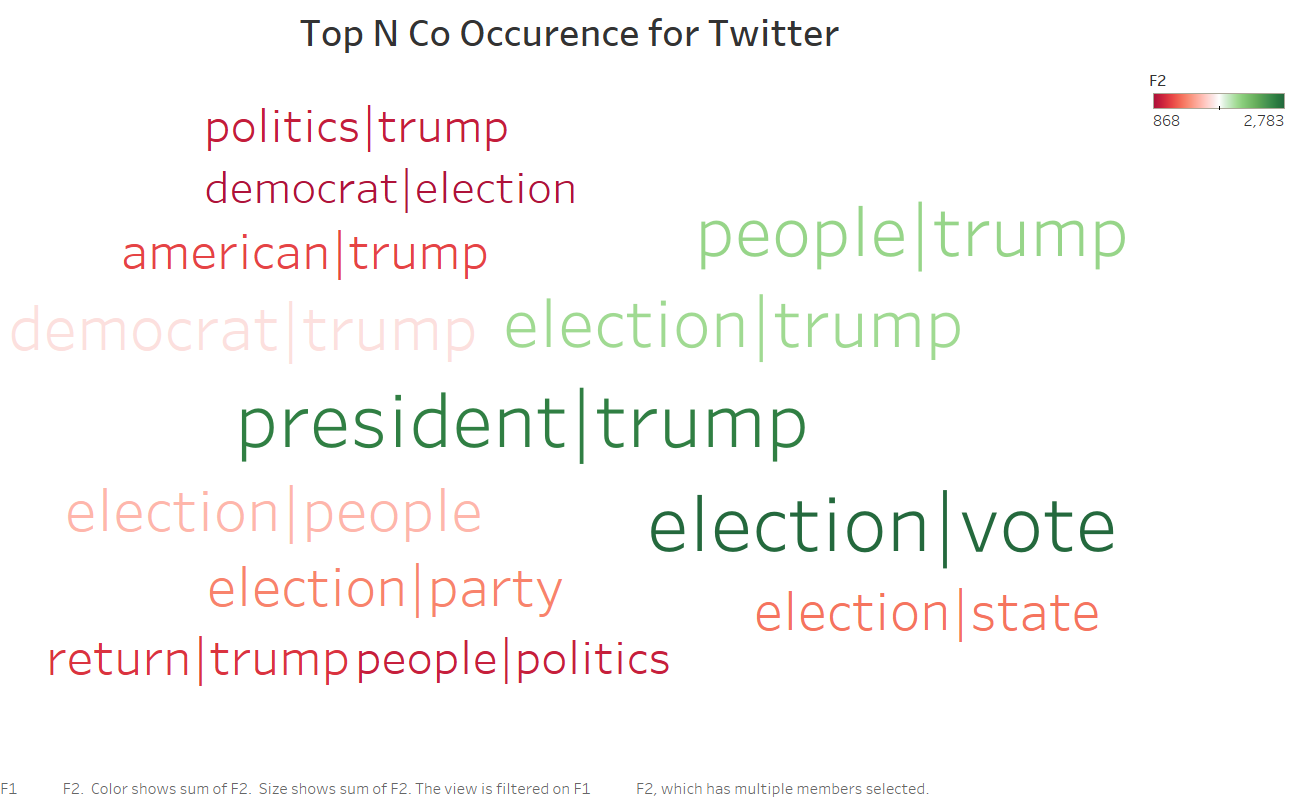 Top N Co Occurence for Twitter
F2
868 2,783
politics|trump
democrat|election
american|trump
people|trump
democrat|trump
election|trump
president|trump
election|people
election|vote
election|party
election|state
return|trump
people|politics
F1 F2. Color shows sum of F2. Size shows sum of F2. The view is filtered on F1 F2, which has multiple members selected.